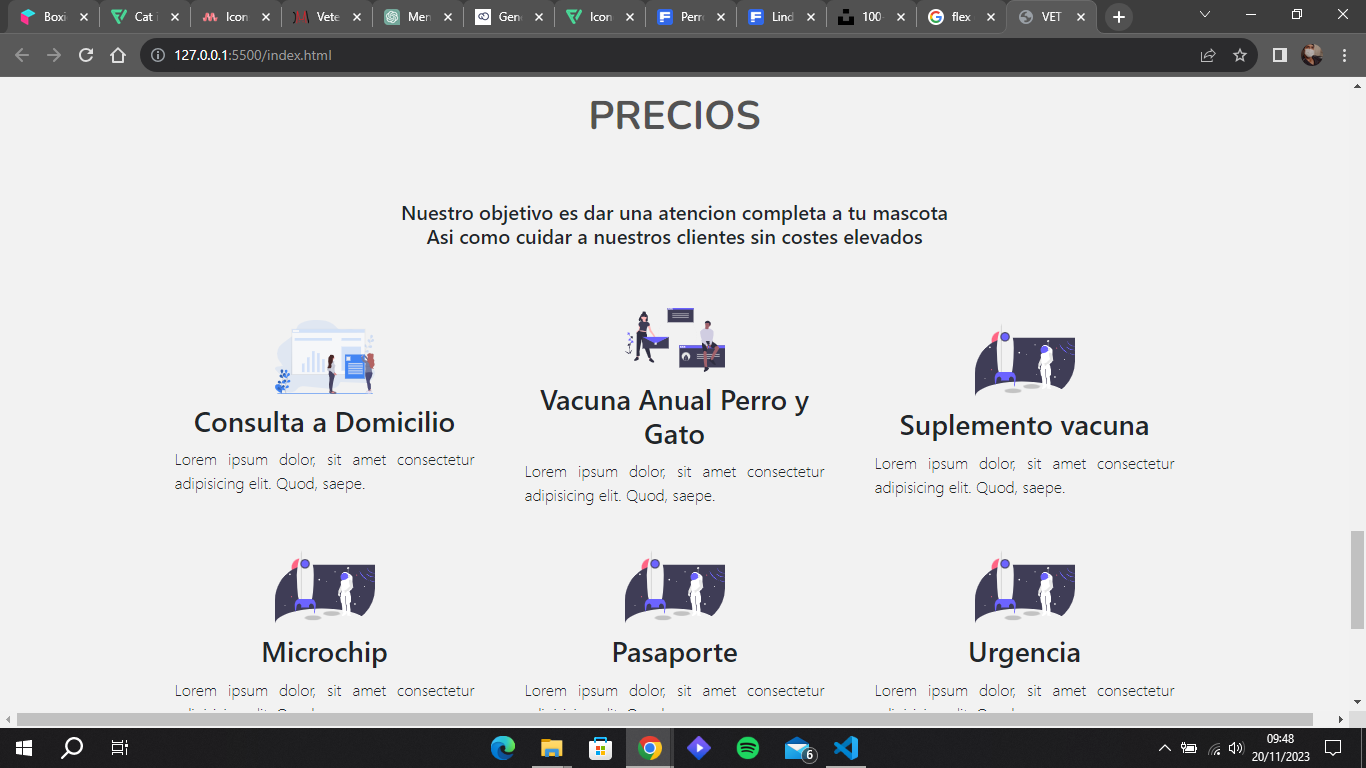 Boxi
Cat i
Icon
Vete
Men
Gene
Icon
Perro
Lind
100
flex
VET
127.0.0.1:5500/index.html
PRECIOS
Nuestro objetivo es dar una atencion completa a tu mascota
Asi como cuidar a nuestros clientes sin costes elevados
Consulta a Domicilio
Lorem ipsum dolor, sit amet consectetur
adipisicing elit. Quod, saepe.
Vacuna Anual Perro y
Gato
Lorem ipsum dolor, sit amet consectetur
adipisicing elit. Quod, saepe.
Suplemento vacuna
Lorem ipsum dolor, sit amet consectetur
adipisicing elit. Quod, saepe.
Microchip
Lorem ipsum dolor, sit amet consectetur
Pasaporte
Lorem ipsum dolor, sit amet consectetur
Urgencia
Lorem ipsum dolor, sit amet consectetur
6
09:48
20/11/2023